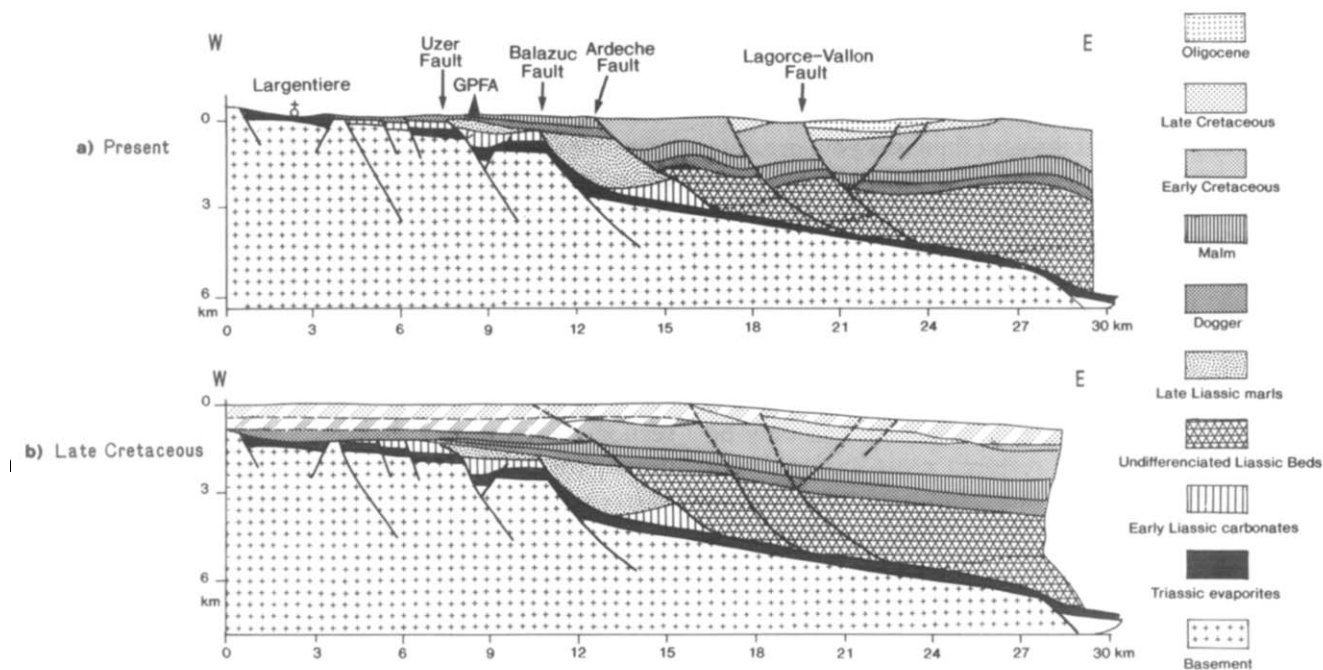 W
E
Uzer
Fault
GPFA
Balazuc
Fault
Ardeche
Fault
Lagorce-Vallon
Fault
Largentiere
a) Present
0
3
6
km
0 3 6 9 12 15 18 21 24 27 30 km
W
E
b) Late Cretaceous
0
3
6
km
0 3 6 9 12 15 18 21 24 27 30 km
Oligocene
Late Cretaceous
Early Cretaceous
Malm
Dogger
Late Liassic marls
Undifferenciated Liassic Beds
Early Liassic carbonates
Triassic evaporites
Basement